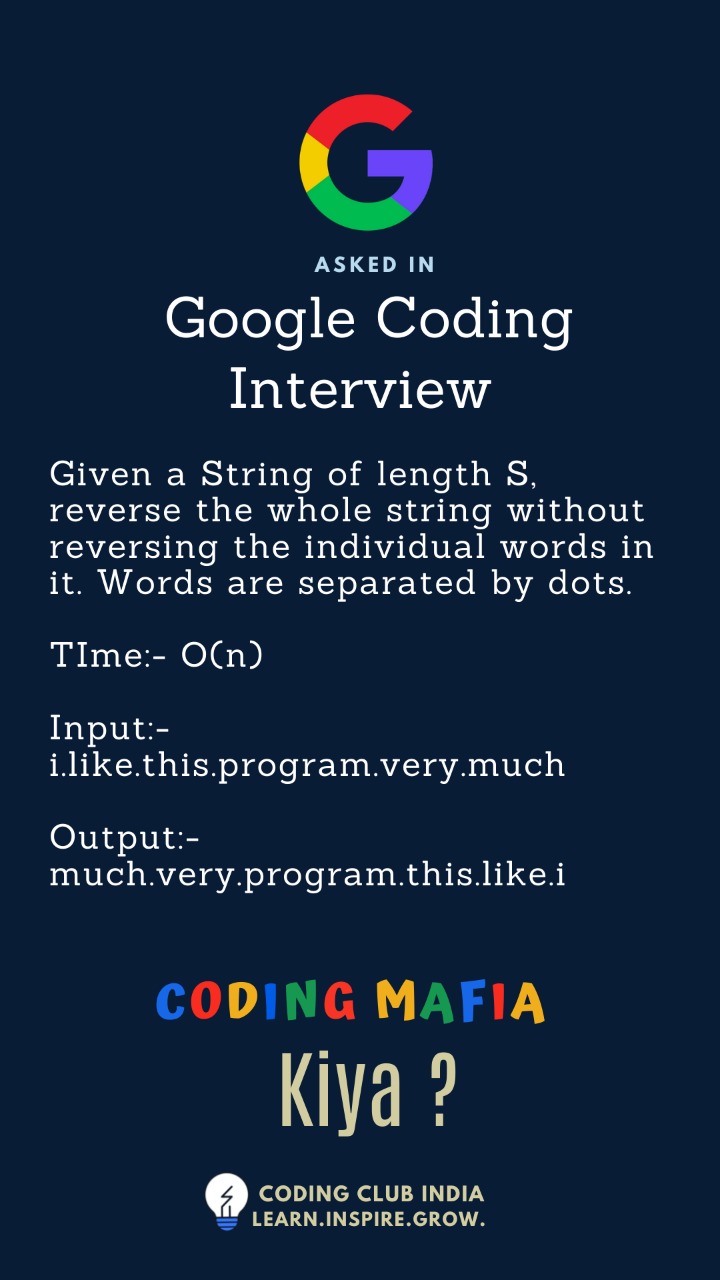 ASKED IN
Google Coding
Interview
Given a String of length S,
reverse the whole string without
reversing the individual words in
it. Words are separated by dots.
TIme:- O(n)
Input:-
i.like.this.program.very.much
Output:-
much.very.program.this.like.i
CODING MAFIA
Kiya ?
CODING CLUB INDIA
LEARN.INSPIRE.GROW.